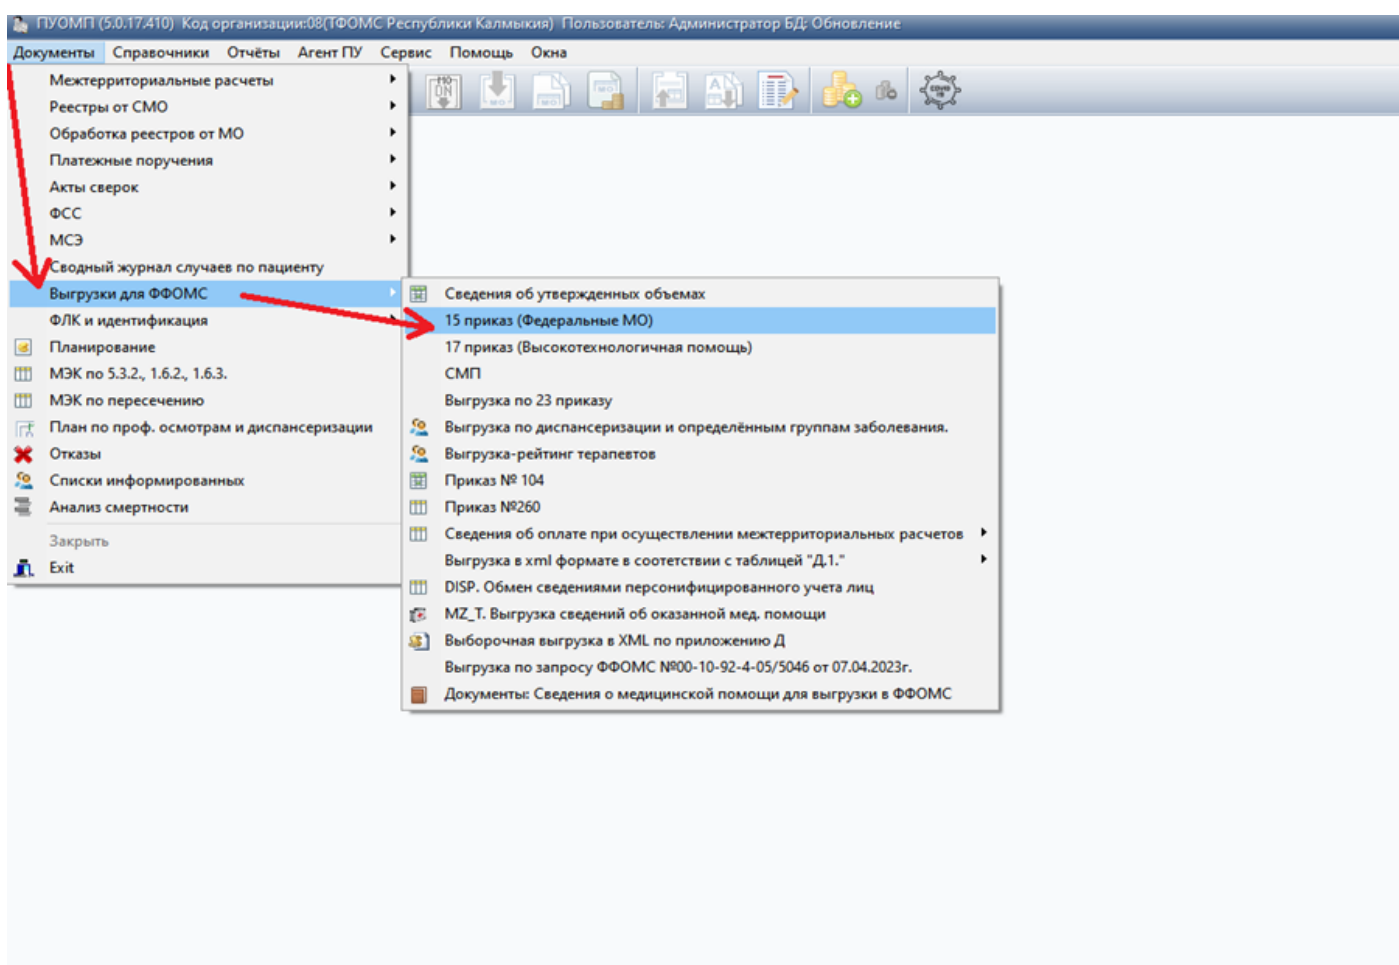 ПУОМП (5.0.17.410) Код организации:08(ТФОМС Республики Калмыкия) Пользователь: Администратор БД: Обновление
Документы Справочники Отчёты Агент ПУ Сервис Помощь Окна
Межтерриториальные расчеты
Реестры от СМО
Обработка реестров от МО
Платежные поручения
Акты сверок
ФСС
МСЭ
Сводный журнал случаев по пациенту
Выгрузки для ФФОМС
ФЛК и идентификация
Планирование
МЭК по 5.3.2., 1.6.2., 1.6.3.
МЭК по пересечению
План по проф. осмотрам и диспансеризации
Отказы
Списки информированных
Анализ смертности
Закрыть
Exit
Сведения об утвержденных объемах
15 приказ (Федеральные МО)
17 приказ (Высокотехнологичная помощь)
СМП
Выгрузка по 23 приказу
Выгрузка по диспансеризации и определённым группам заболевания.
Выгрузка-рейтинг терапевтов
Приказ № 104
Приказ №260
Сведения об оплате при осуществлении межтерриториальных расчетов
Выгрузка в xml формате в соотетствии с таблицей "Д.1."
DISP. Обмен сведениями персонифицированного учета лиц
MZ_T. Выгрузка сведений об оказанной мед. помощи
Выборочная выгрузка в XML по приложению Д
Выгрузка по запросу ФФОМС №00-10-92-4-05/5046 от 07.04.2023г.
Документы: Сведения о медицинской помощи для выгрузки в ФФОМС